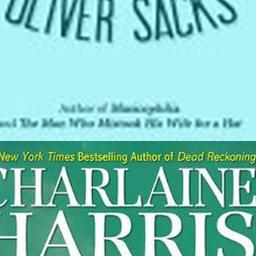 OLIVER SACKS
Author of Musicophilia
and The Man Who Mistook His Wife for a Hat
New York Times Bestselling Author of Dead Reckoning
CHARLAINE
HARRIS